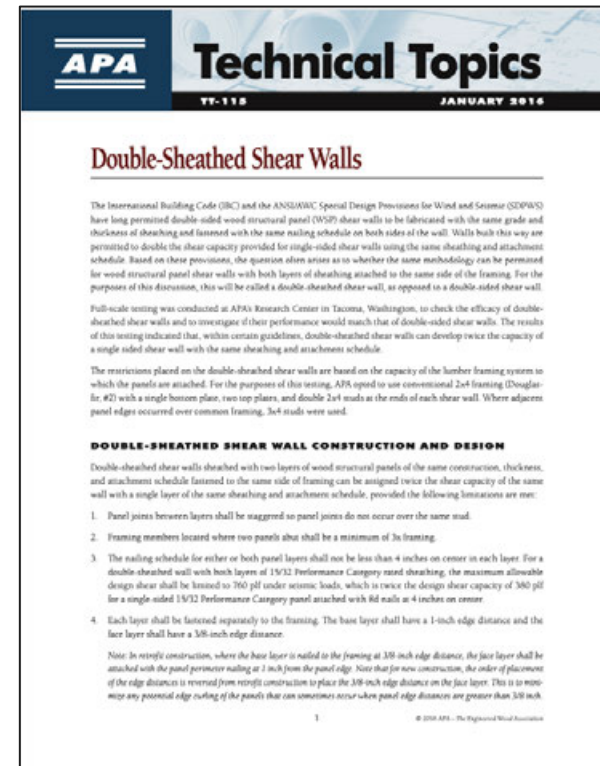 APA
Technical Topics
TT-115
JANUARY 2016
Double-Sheathed Shear Walls
The International Building Code (IBC) and the ANSI/AWC Special Design Provisions for Wind and Seismic (SDPWS)
have long permitted double-sided wood structural panel (WSP) shear walls to be fabricated with the same grade and
thickness of sheathing and fastened with the same nailing schedule on both sides of the wall. Walls built this way are
permitted to double the shear capacity provided for single-sided shear walls using the same sheathing and attachment
schedule. Based on these provisions, the question often arises as to whether the same methodology can be permitted
for wood structural panel shear walls with both layers of sheathing attached to the same side of the framing. For the
purposes of this discussion, this will be called a double-sheathed shear wall, as opposed to a double-sided shear wall.
Full-scale testing was conducted at APA's Research Center in Tacoma, Washington, to check the efficacy of double-
sheathed shear walls and to investigate if their performance would match that of double-sided shear walls. The results
of this testing indicated that, within certain guidelines, double-sheathed shear walls can develop twice the capacity of
a single sided shear wall with the same sheathing and attachment schedule.
The restrictions placed on the double-sheathed shear walls are based on the capacity of the lumber framing system to
which the panels are attached. For the purposes of this testing, APA opted to use conventional 2x4 framing (Douglas-
fir, #2) with a single bottom plate, two top plates, and double 2x4 studs at the ends of each shear wall. Where adjacent
panel edges occurred over common framing, 3x4 studs were used.
DOUBLE-SHEATHED SHEAR WALL CONSTRUCTION AND DESIGN
Double-sheathed shear walls sheathed with two layers of wood structural panels of the same construction, thickness,
and attachment schedule fastened to the same side of framing can be assigned twice the shear capacity of the same
wall with a single layer of the same sheathing and attachment schedule, provided the following limitations are met:
1. Panel joints between layers shall be staggered so panel joints do not occur over the same stud.
2. Framing members located where two panels abut shall be a minimum of 3x framing.
3. The nailing schedule for either or both panel layers shall not be less than 4 inches on center in each layer. For a
double-sheathed wall with both layers of 15/32 Performance Category rated sheathing, the maximum allowable
design shear shall be limited to 760 plf under seismic loads, which is twice the design shear capacity of 380 plf
for a single-sided 15/32 Performance Category panel attached with 8d nails at 4 inches on center.
4. Each layer shall be fastened separately to the framing. The base layer shall have a 1-inch edge distance and the
face layer shall have a 3/8-inch edge distance.
Note: In retrofit construction, where the base layer is nailed to the framing at 3/8-inch edge distance, the face layer shall be
attached with the panel perimeter nailing at 1 inch from the panel edge. Note that for new construction, the order of placement
of the edge distances is reversed from retrofit construction to place the 3/8-inch edge distance on the face layer. This is to mini-
mize any potential edge curling of the panels that can sometimes occur when panel edge distances are greater than 3/8 inch.
1
© 2016 APA – The Engineered Wood Association